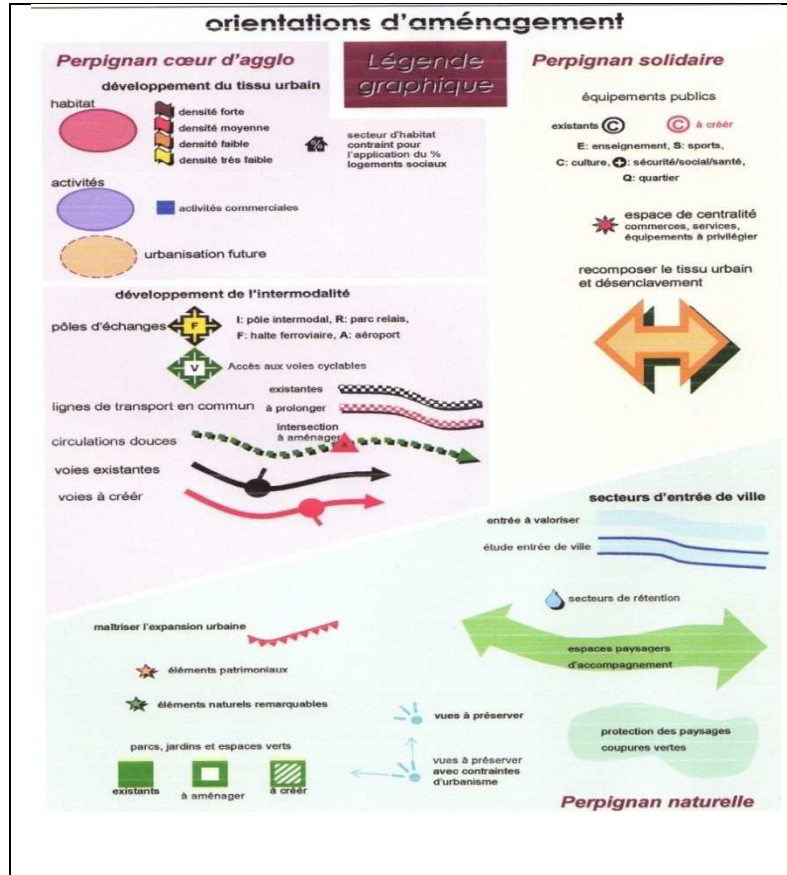 orientations d'aménagement
Perpignan cœur d'agglo
Légende
graphique
Perpignan solidaire
développement du tissu urbain
habitat
densité forte
densité moyenne
densité faible
densité très faible
%
secteur d'habitat
contraint pour
l'application du %
logements sociaux
activités
activités commerciales
urbanisation future
équipements publics
existants C
C à créér
E: enseignement, S: sports,
C: culture, +: sécurité/social/santé,
Q: quartier
espace de centralité
commerces, services,
équipements à privilégier
recomposer le tissu urbain
et désenclavement
développement de l'intermodalité
pôles d'échanges
F
I: pôle intermodal, R: parc relais,
F: halte ferroviaire, A: aéroport
V
Accès aux voies cyclables
lignes de transport en commun
existantes
à prolonger
Intersection
à aménager
circulations douces
voies existantes
voies à créér
secteurs d'entrée de ville
entrée à valoriser
étude entrée de ville
secteurs de rétention
espaces paysagers
d'accompagnement
maîtriser l'expansion urbaine
éléments patrimoniaux
éléments naturels remarquables
parcs, jardins et espaces verts
existants
à aménager
à créér
vues à préserver
vues à préserver
avec contraintes
d'urbanisme
protection des paysages
coupures vertes
Perpignan naturelle